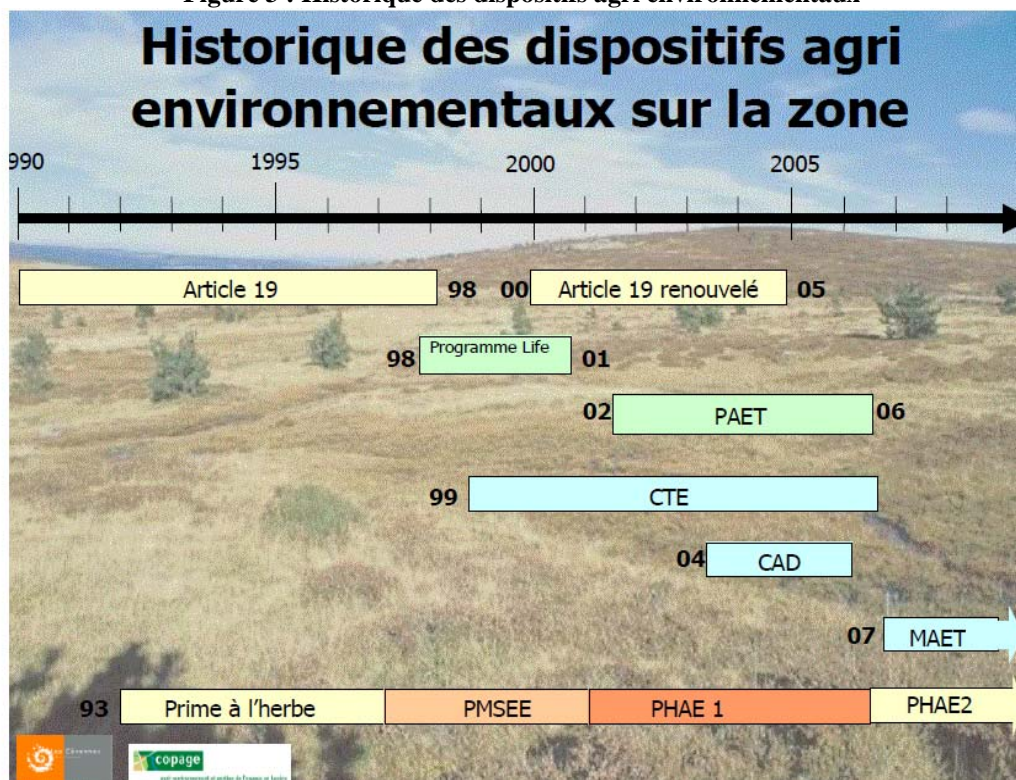 Figure 3 : Historique des dispositifs agri environnementaux
Historique des dispositifs agri
environnementaux sur la zone
990 1995 2000 2005
Article 19 98 00 Article 19 renouvelé 05
98 Programme Life 01
02 PAET 06
99 CTE
04 CAD
07 MAET
93 Prime à l'herbe PMSEE PHAE 1 PHAE2
Cévennes
copage